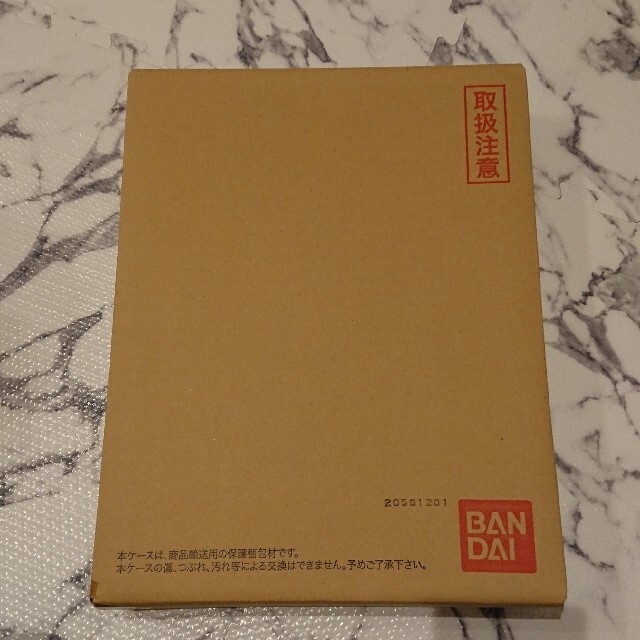 取扱注意
20561201
BAN
DAI
本ケースは、商品輸送用の保護梱包材です。
本ケースの傷、つぶれ、汚れ等による交換はできません。予めご了承下さい。